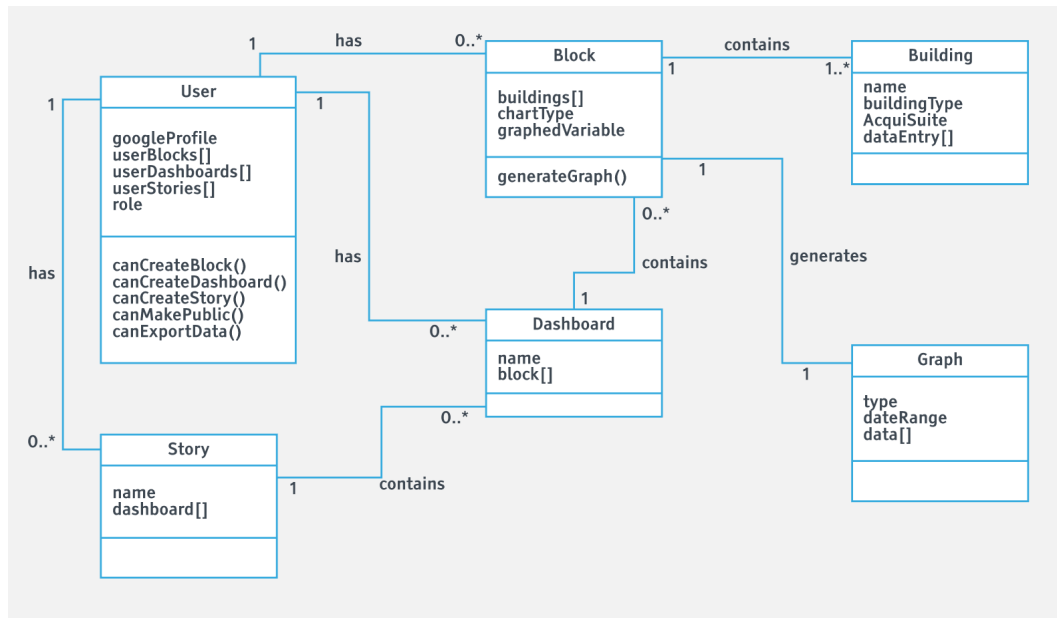 1
has
0..*
Block
buildings[]
chartType
graphedVariable
generateGraph()
1
contains
1..*
Building
name
buildingType
AcquiSuite
dataEntry[]
1
User
googleProfile
userBlocks[]
userDashboards[]
userStories[]
role
canCreateBlock()
canCreateDashboard()
canCreateStory()
canMakePublic()
canExportData()
1
has
0..*
has
0..*
1
generates
1
0..*
contains
1
Dashboard
name
block[]
Graph
type
dateRange
data[]
Story
name
dashboard[]
1
contains
0..*